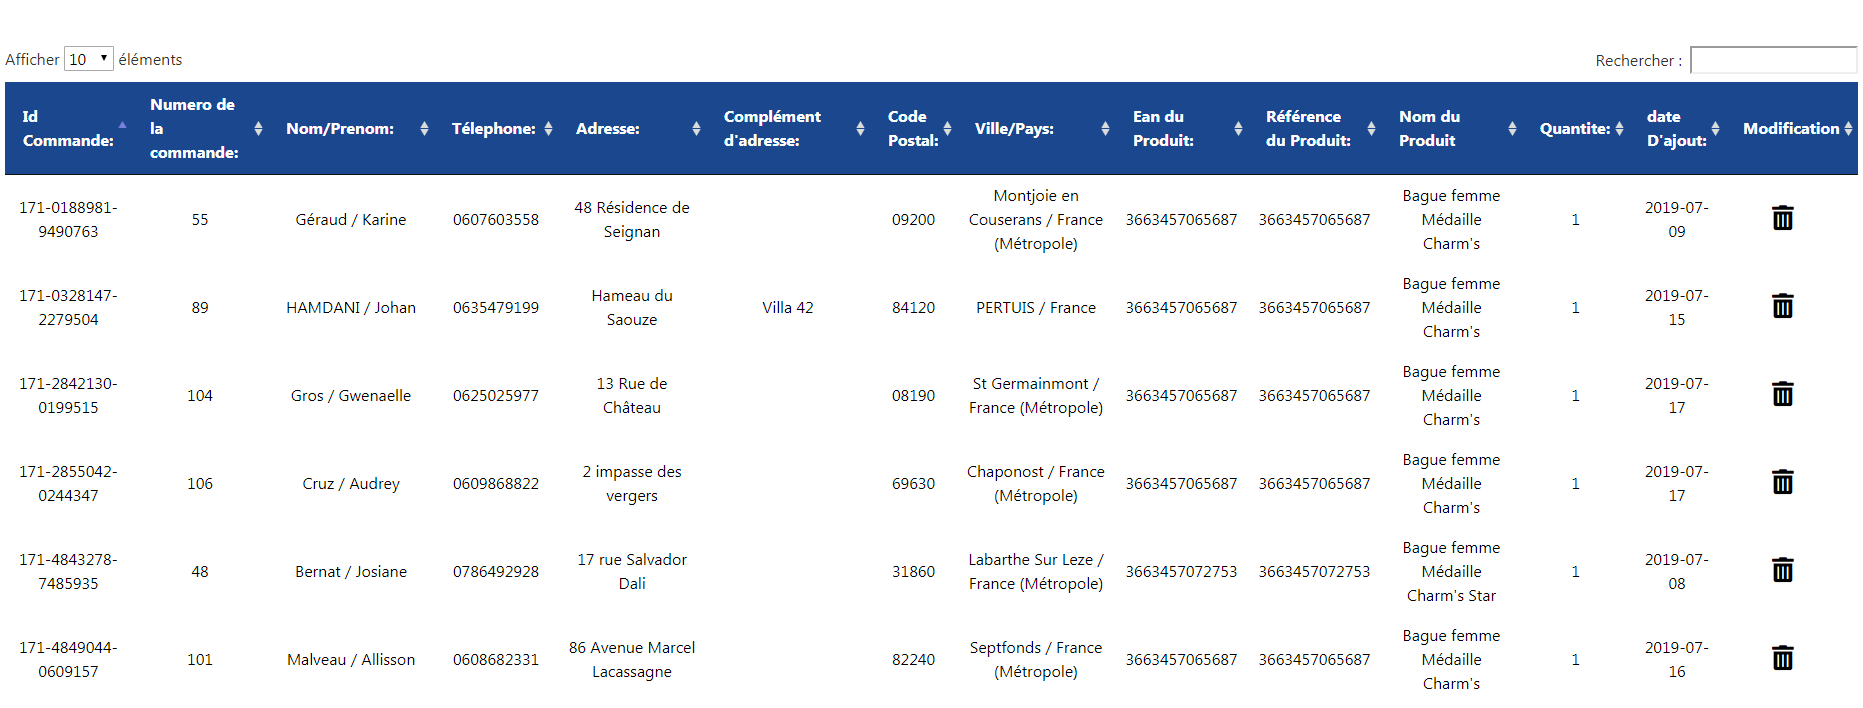 Afficher 10 éléments
Rechercher :
Id
Commande:
Numero de
la
commande:
Nom/Prenom:
Télephone:
Adresse:
Complément
d'adresse:
Code
Postal:
Ville/Pays:
Ean du
Produit:
Référence
du Produit:
Nom du
Produit
Quantite:
date
D'ajout:
Modification
171-0188981-
9490763
55
Géraud / Karine
0607603558
48 Résidence de
Seignan
09200
Montjoie en
Couserans / France
(Métropole)
3663457065687
3663457065687
Bague femme
Médaille
Charm's
1
2019-07-
09
171-0328147-
2279504
89
HAMDANI / Johan
0635479199
Hameau du
Saouze
Villa 42
84120
PERTUIS / France
3663457065687
3663457065687
Bague femme
Médaille
Charm's
1
2019-07-
15
171-2842130-
0199515
104
Gros / Gwenaelle
0625025977
13 Rue de
Château
08190
St Germainmont /
France (Métropole)
3663457065687
3663457065687
Bague femme
Médaille
Charm's
1
2019-07-
17
171-2855042-
0244347
106
Cruz / Audrey
0609868822
2 impasse des
vergers
69630
Chaponost / France
(Métropole)
3663457065687
3663457065687
Bague femme
Médaille
Charm's
1
2019-07-
17
171-4843278-
7485935
48
Bernat / Josiane
0786492928
17 rue Salvador
Dali
31860
Labarthe Sur Leze /
France (Métropole)
3663457072753
3663457072753
Bague femme
Médaille
Charm's Star
1
2019-07-
08
171-4849044-
0609157
101
Malveau / Allisson
0608682331
86 Avenue Marcel
Lacassagne
82240
Septfonds / France
(Métropole)
3663457065687
3663457065687
Bague femme
Médaille
Charm's
1
2019-07-
16